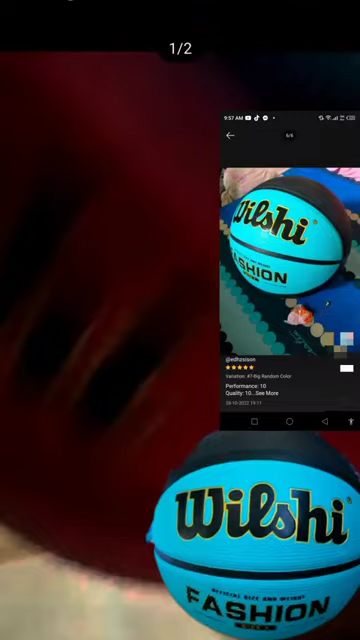 1/2
9:57 AM
5/5
Wilshi
FASHION
@edhzsison
Variation: #7-Big Random Color
Performance: 10
Quality: 10...See More
28-10-2022 19:11
Wilshi
OFFICIAL SIZE AND WEIGHT
FASHION